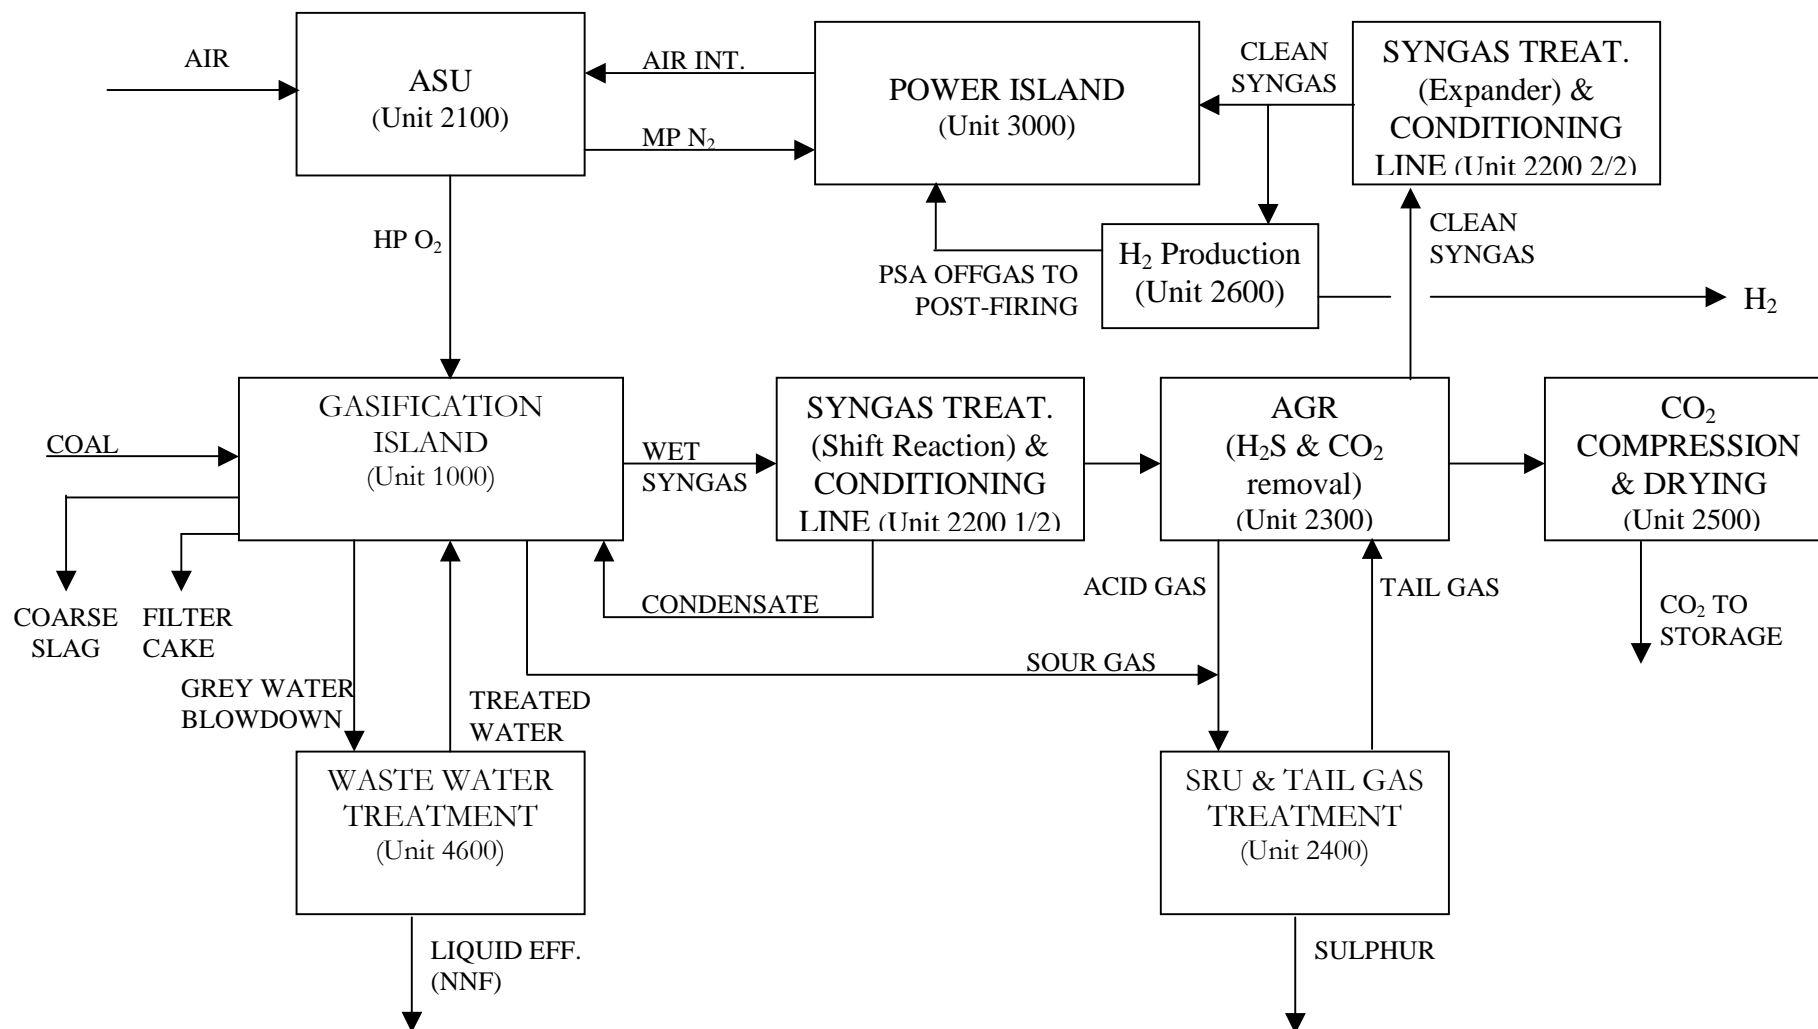 AIR
ASU
(Unit 2100)
AIR INT.
MP N₂
POWER ISLAND
(Unit 3000)
CLEAN
SYNGAS
SYNGAS TREAT.
(Expander) &
CONDITIONING
LINE (Unit 2200 2/2)
HP O₂
PSA OFFGAS TO
POST-FIRING
H₂ Production
(Unit 2600)
CLEAN
SYNGAS
H₂
COAL
GASIFICATION
ISLAND
(Unit 1000)
WET
SYNGAS
SYNGAS TREAT.
(Shift Reaction) &
CONDITIONING
LINE (Unit 2200 1/2)
AGR
(H₂S & CO₂
removal)
(Unit 2300)
CO₂
COMPRESSION
& DRYING
(Unit 2500)
COARSE
SLAG
FILTER
CAKE
CONDENSATE
ACID GAS
TAIL GAS
CO₂ TO
STORAGE
SOUR GAS
GREY WATER
BLOWDOWN
TREATED
WATER
WASTE WATER
TREATMENT
(Unit 4600)
SRU & TAIL GAS
TREATMENT
(Unit 2400)
LIQUID EFF.
(NNF)
SULPHUR